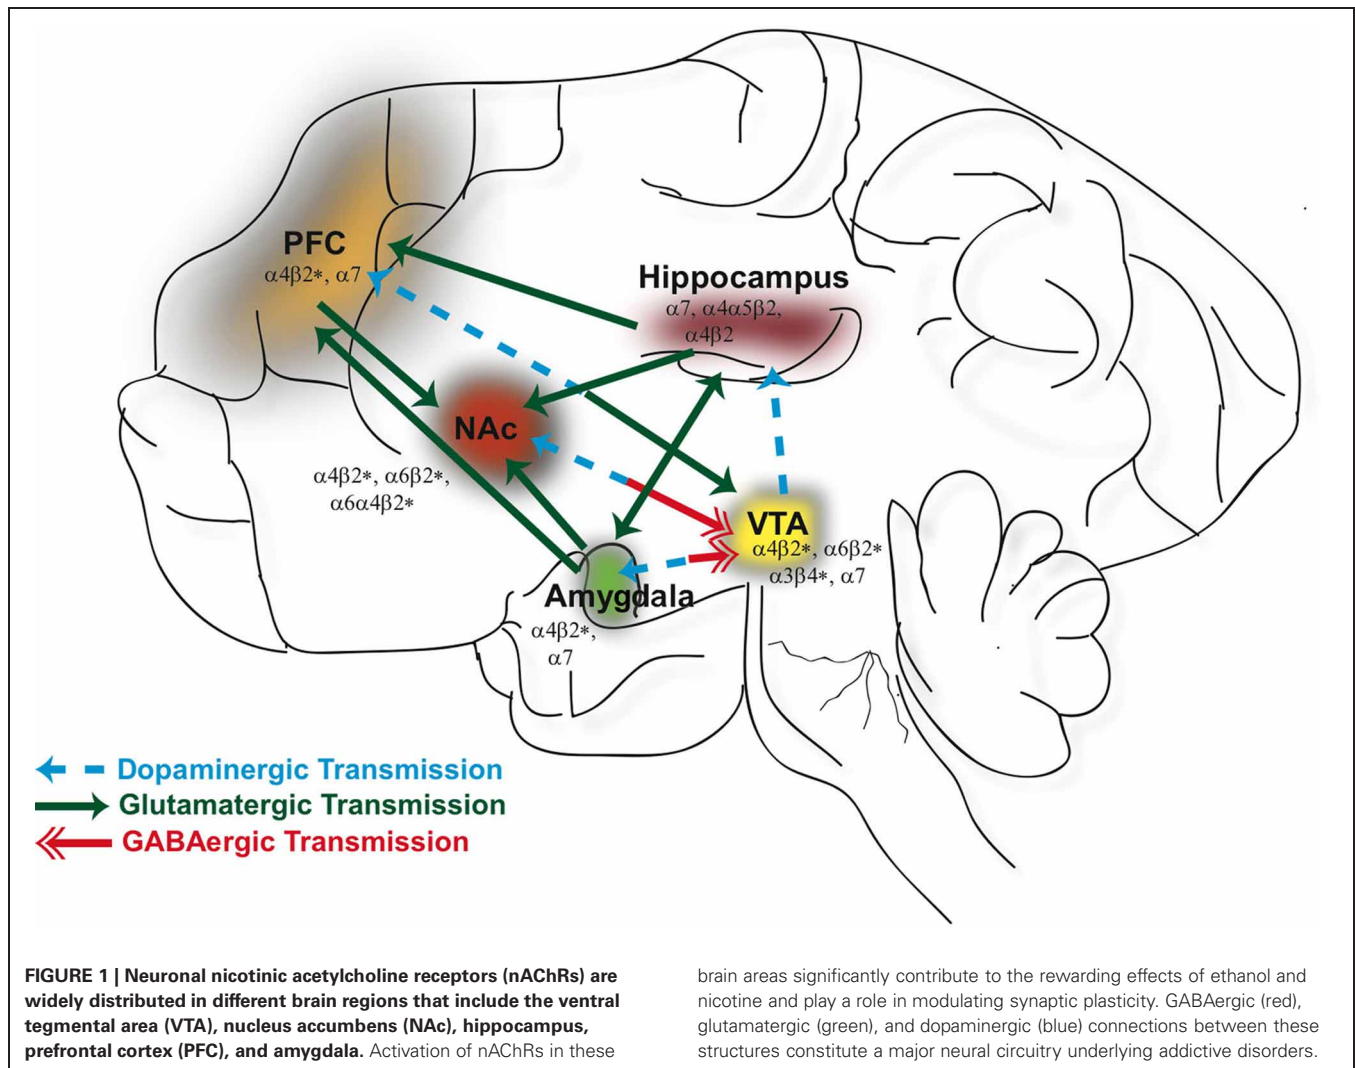 PFC
α4β2*, α7
Hippocampus
α7, α4α5β2,
α4β2
NAc
α4β2*, α6β2*,
α6α4β2*
VTA
α4β2*, α6β2*
α3β4*, α7
Amygdala
α4β2*,
α7
Dopaminergic Transmission
Glutamatergic Transmission
GABAergic Transmission
FIGURE 1 | Neuronal nicotinic acetylcholine receptors (nAChRs) are
widely distributed in different brain regions that include the ventral
tegmental area (VTA), nucleus accumbens (NAc), hippocampus,
prefrontal cortex (PFC), and amygdala. Activation of nAChRs in these
brain areas significantly contribute to the rewarding effects of ethanol and
nicotine and play a role in modulating synaptic plasticity. GABAergic (red),
glutamatergic (green), and dopaminergic (blue) connections between these
structures constitute a major neural circuitry underlying addictive disorders.